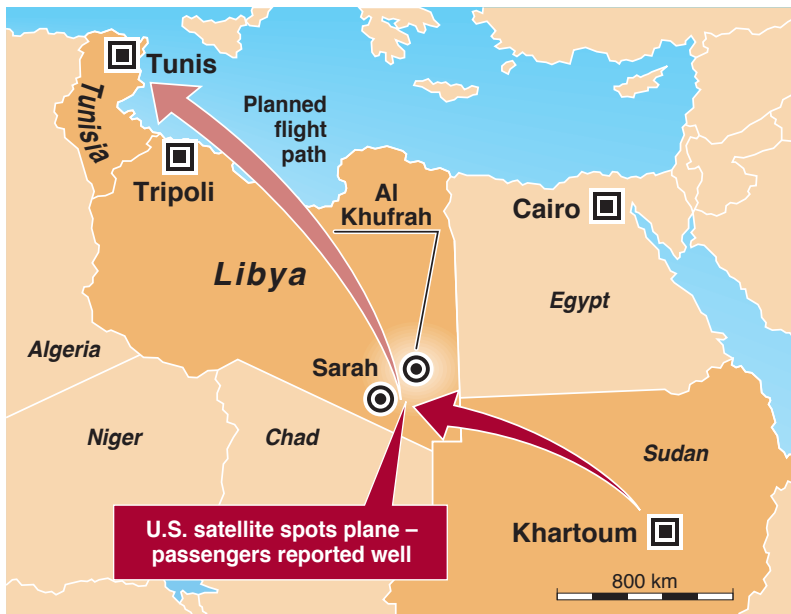 Tunis
Tunisia
Planned
flight
path
Tripoli
Al
Khufrah
Cairo
Libya
Egypt
Algeria
Sarah
Niger
Chad
Sudan
U.S. satellite spots plane –
passengers reported well
Khartoum
800 km